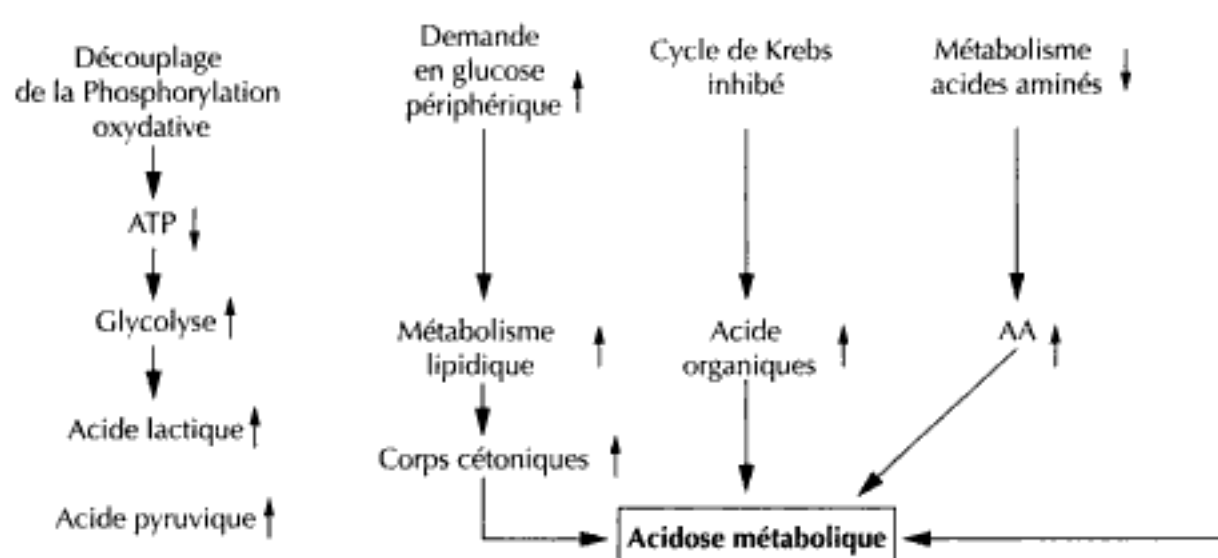 Découplage
de la Phosphorylation
oxydative
ATP
Glycolyse
Acide lactique
Acide pyruvique
Demande
en glucose
périphérique
Métabolisme
lipidique
Corps cétoniques
Cycle de Krebs
inhibé
Acide
organiques
Métabolisme
acides aminés
AA
Acidose métabolique